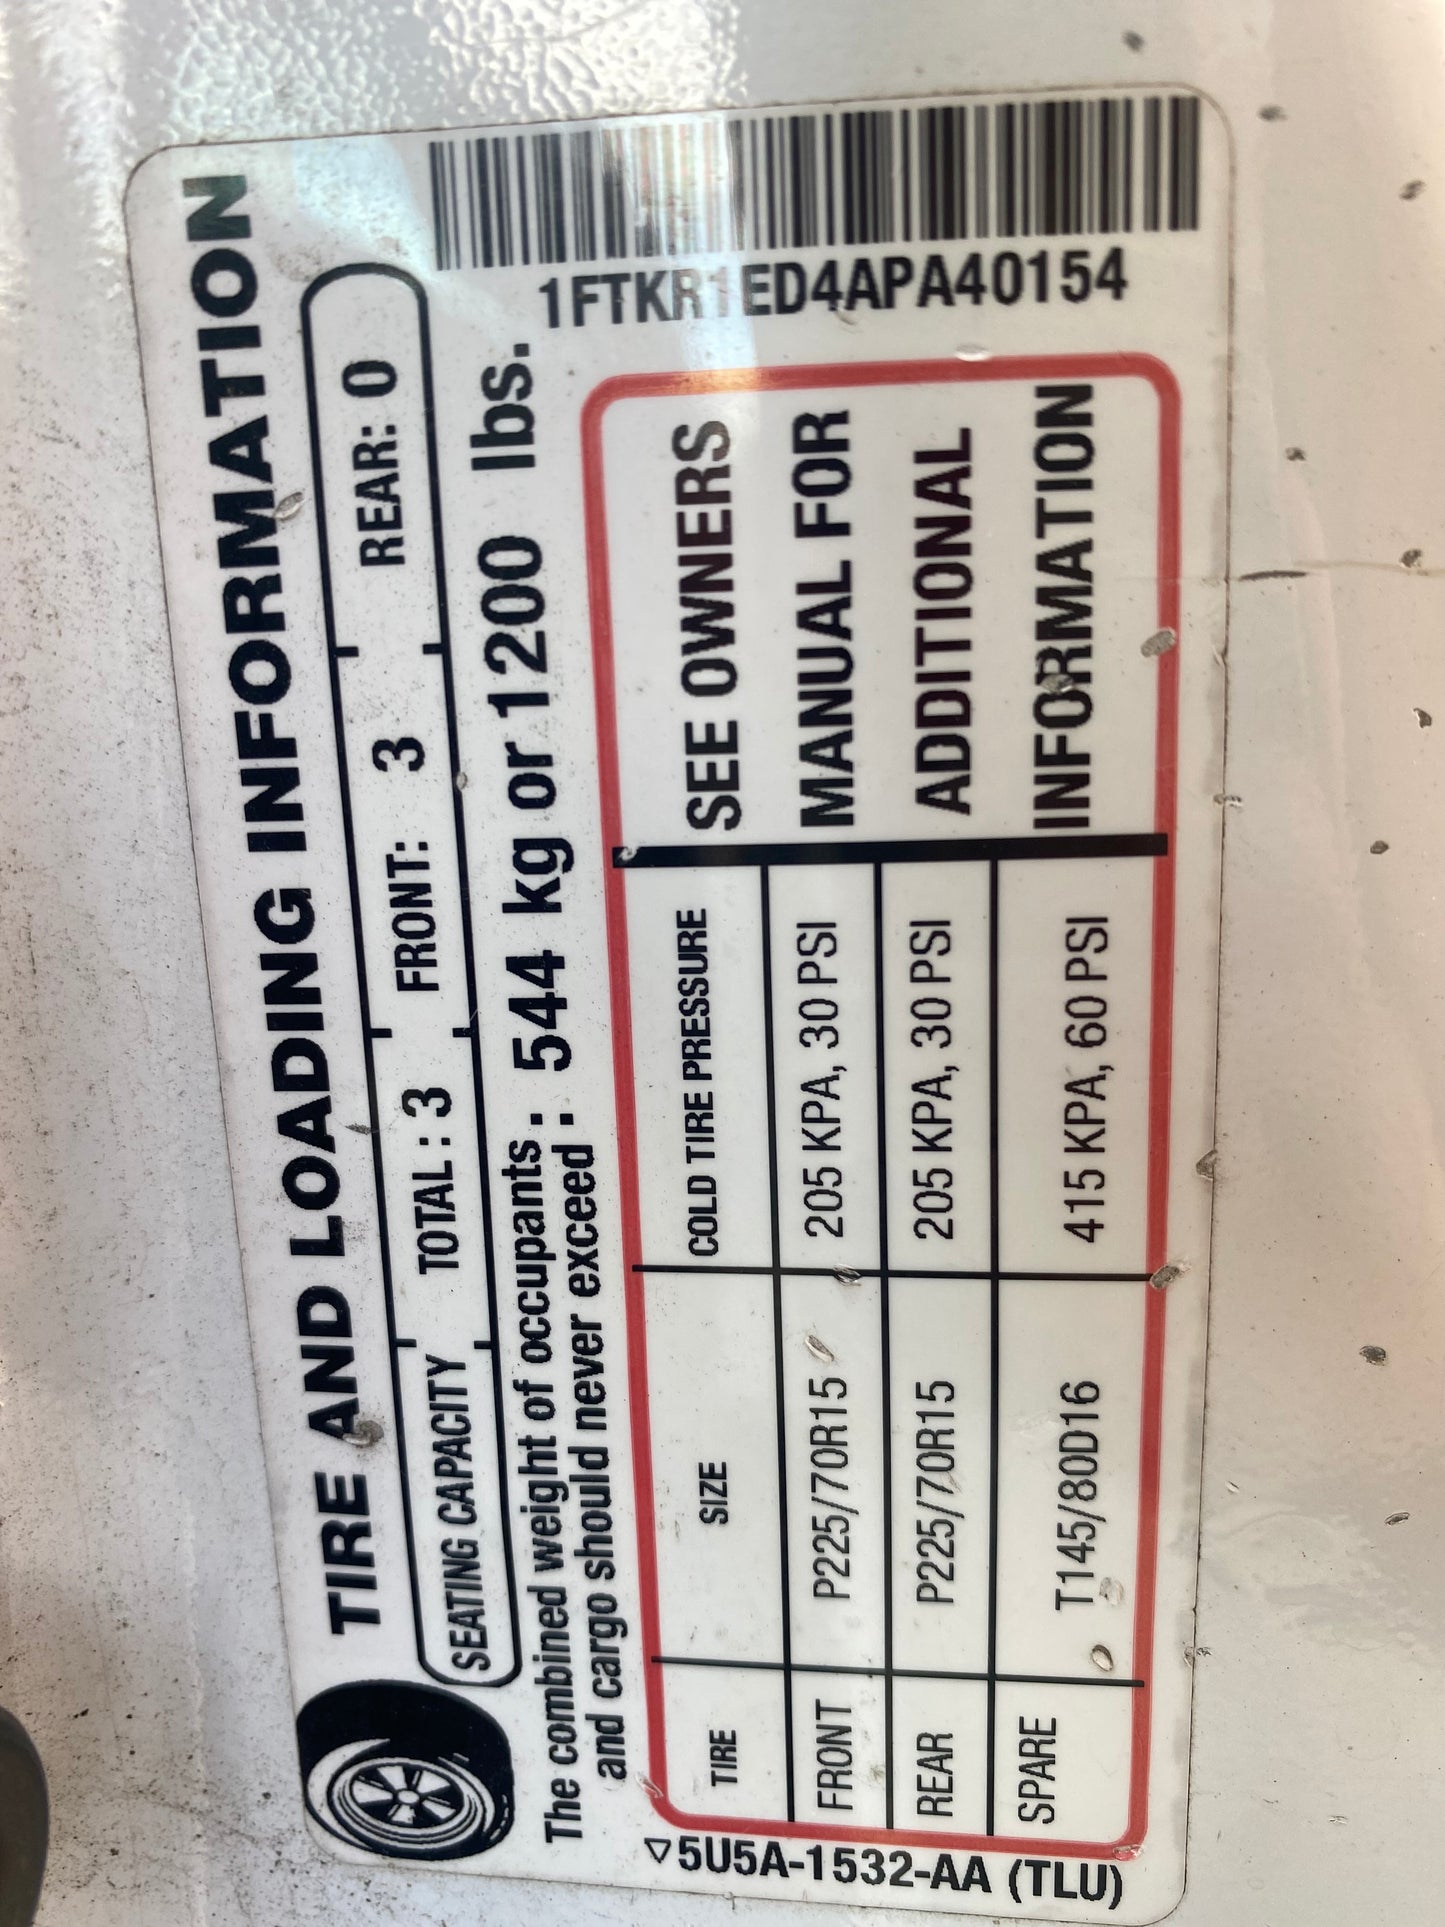 TIRE AND LOADING INFORMATION
SEATING CAPACITY TOTAL : 3 FRONT: 3 REAR: 0
The combined weight of occupants : 544 kg or 1200 lbs.
and cargo should never exceed :
1FTKR1ED4APA40154
TIRE SIZE COLD TIRE PRESSURE
FRONT P225/70R15 205 KPA, 30 PSI
REAR P225/70R15 205 KPA, 30 PSI
SPARE T145/80D16 415 KPA, 60 PSI
SEE OWNERS
MANUAL FOR
ADDITIONAL
INFORMATION
5U5A-1532-AA (TLU)